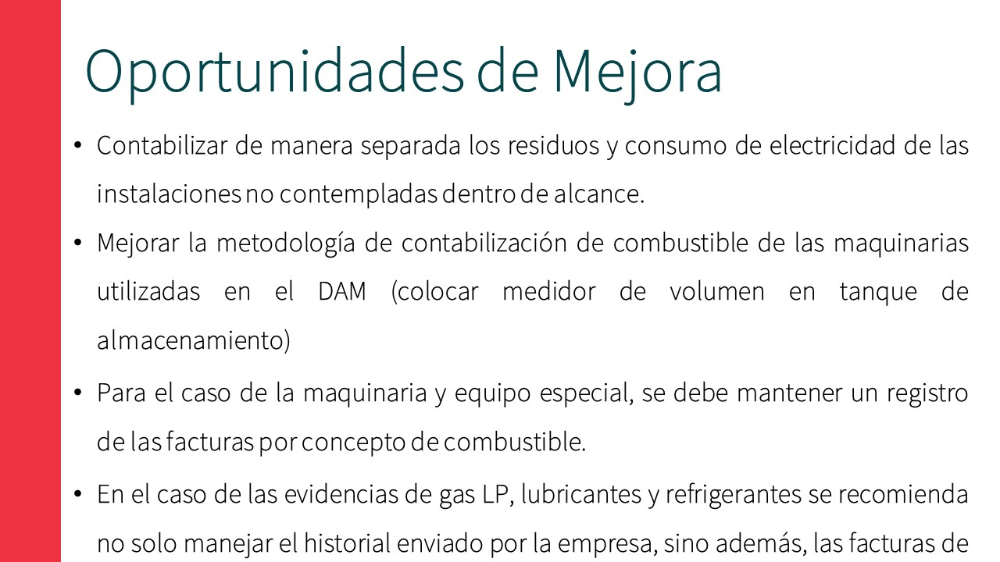 Oportunidades de Mejora
• Contabilizar de manera separada los residuos y consumo de electricidad de las
instalaciones no contempladas dentro de alcance.
• Mejorar la metodología de contabilización de combustible de las maquinarias
utilizadas en el DAM (colocar medidor de volumen en tanque de
almacenamiento)
• Para el caso de la maquinaria y equipo especial, se debe mantener un registro
de las facturas por concepto de combustible.
• En el caso de las evidencias de gas LP, lubricantes y refrigerantes se recomienda
no solo manejar el historial enviado por la empresa, sino además, las facturas de